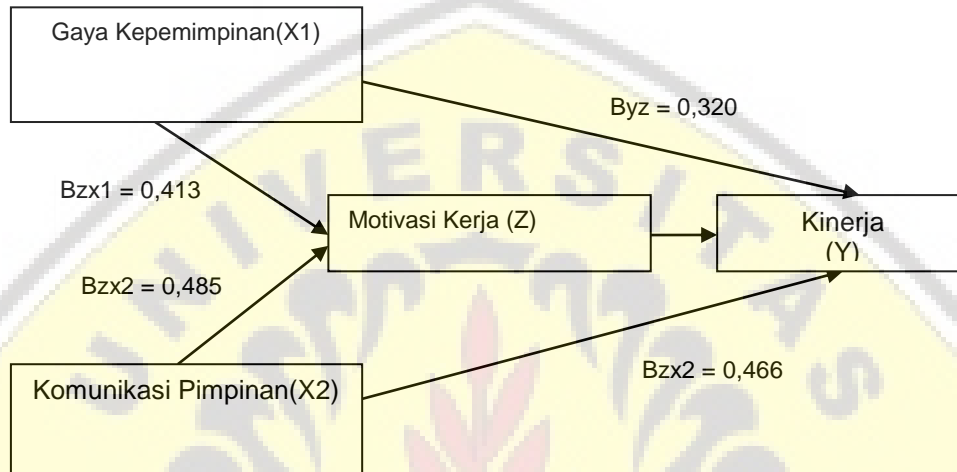 Gaya Kepemimpinan(X1)
Byz = 0,320
Bzx1 = 0,413
Motivasi Kerja (Z)
Kinerja
(Y)
Bzx2 = 0,485
Bzx2 = 0,466
Komunikasi Pimpinan(X2)
UNIVERSITAS